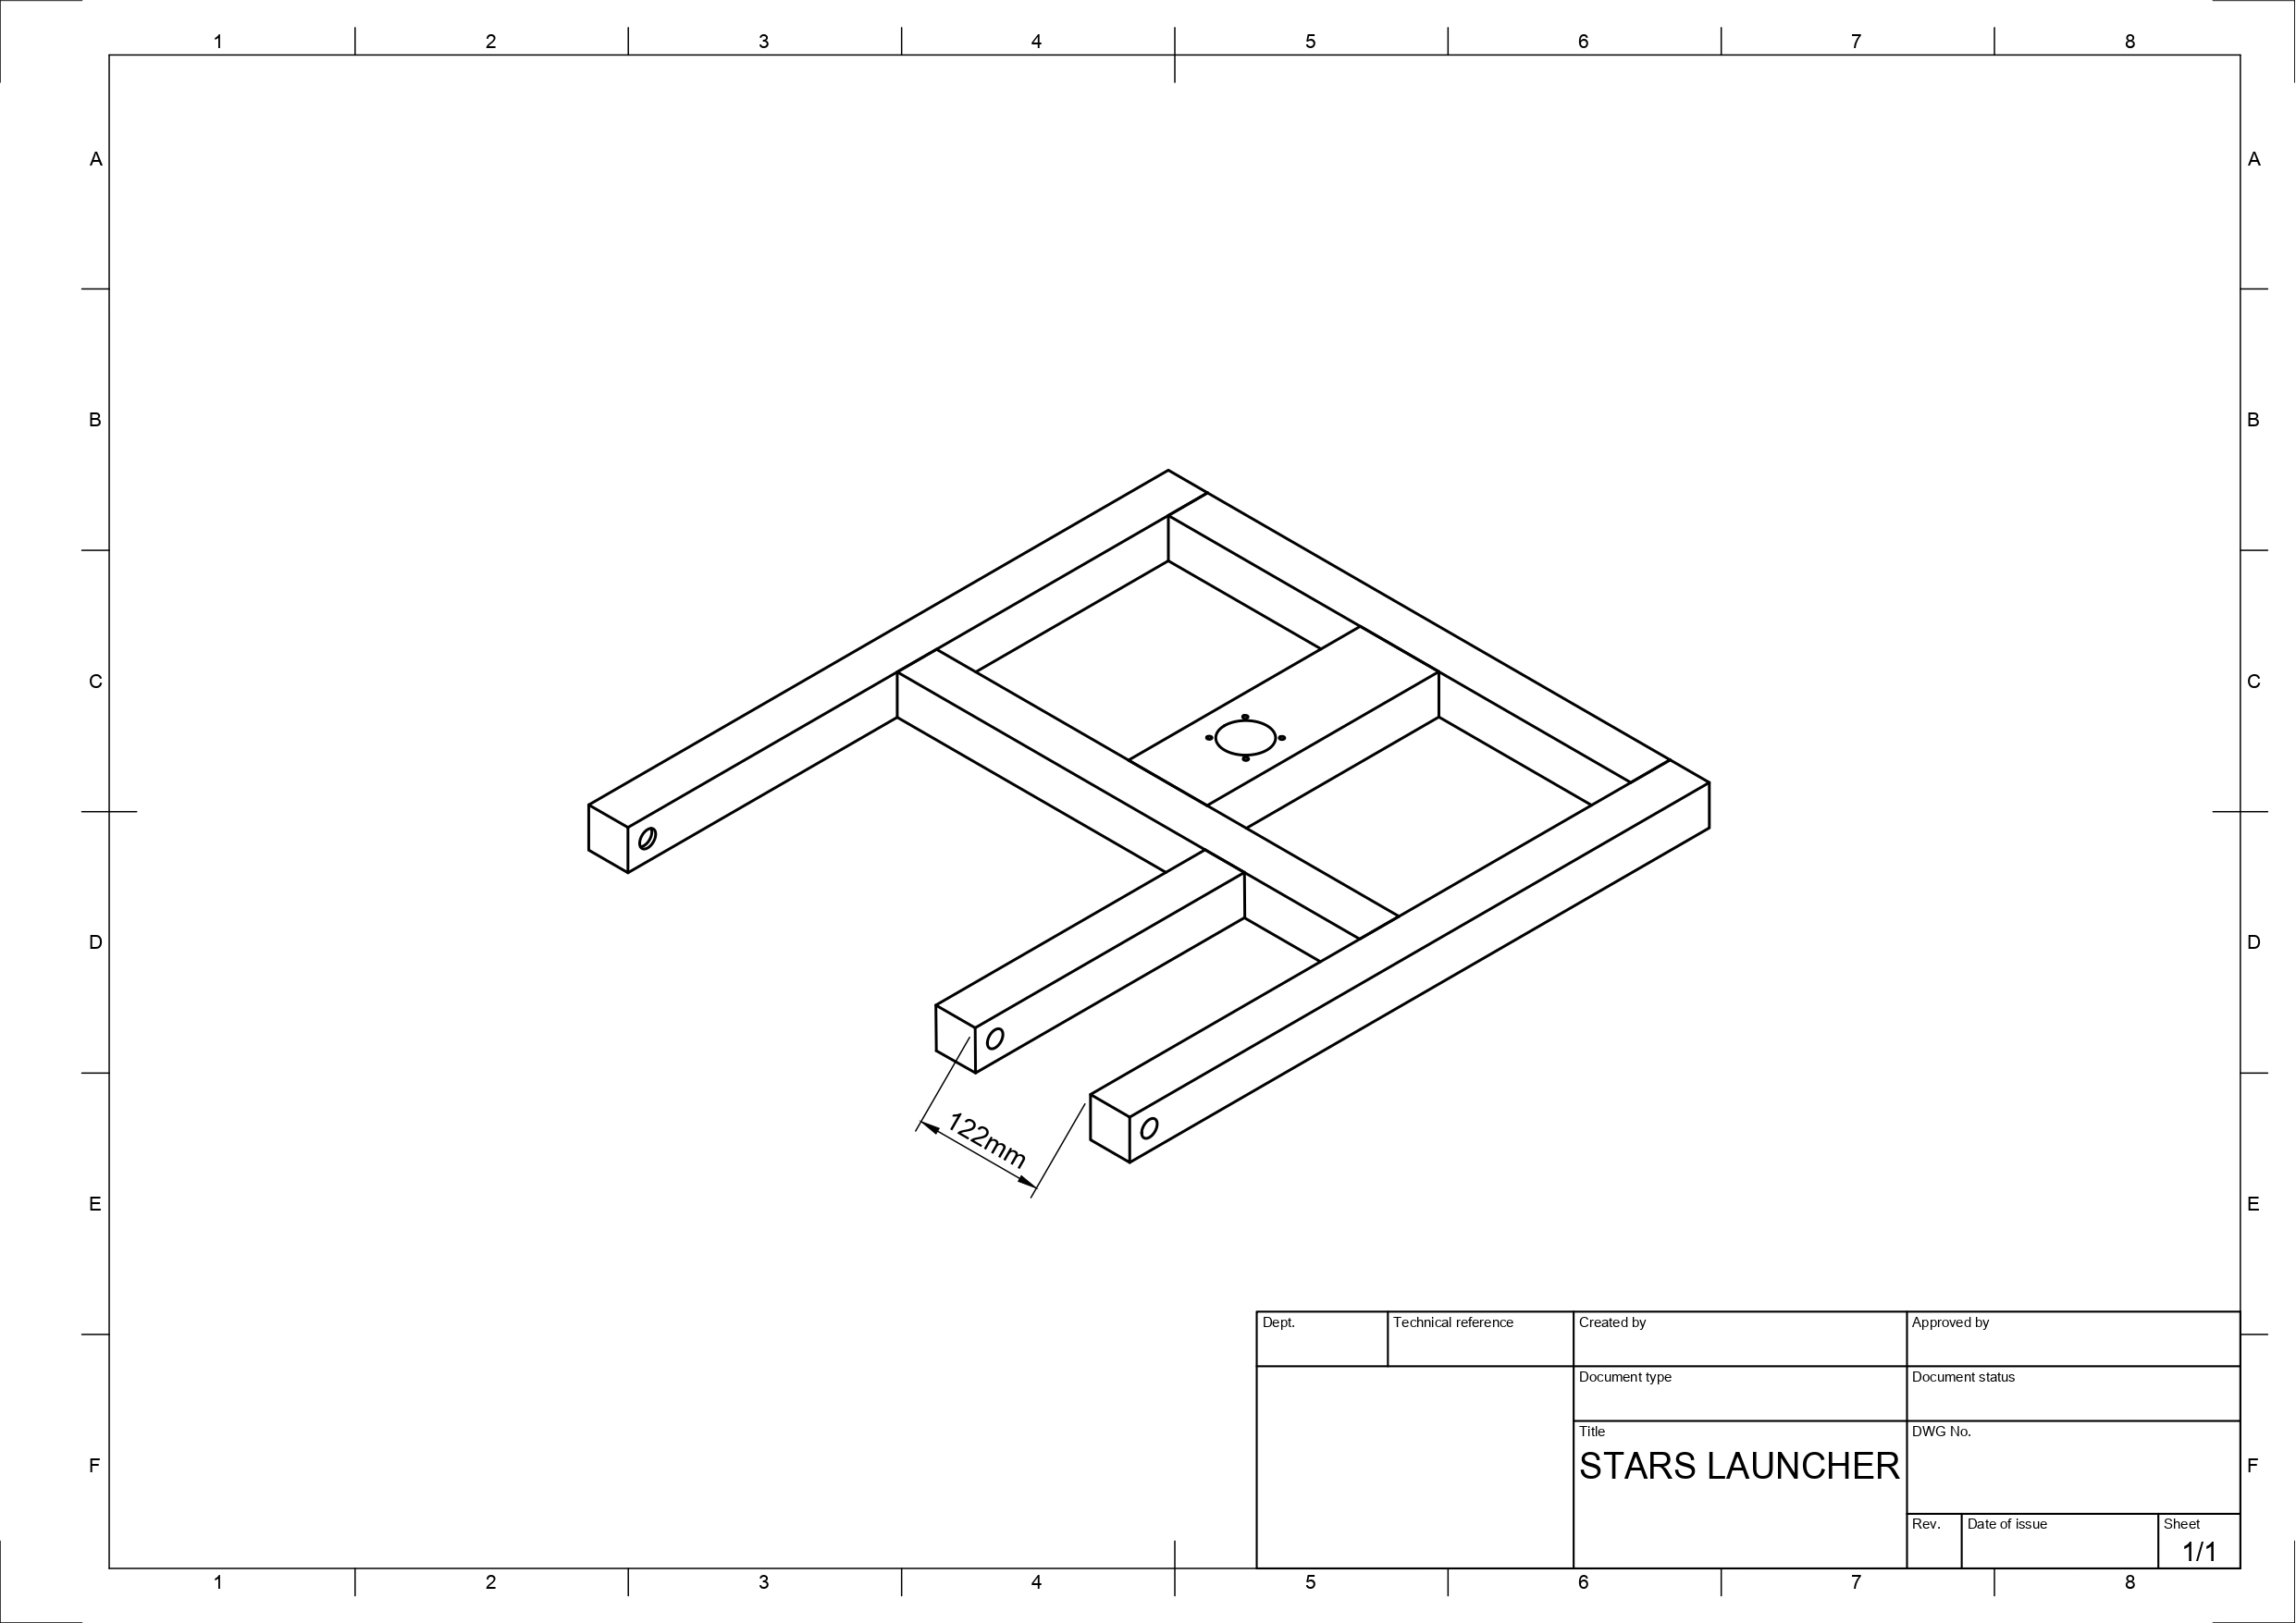 1 2 3 4 5 6 7 8
A A
B B
C C
D D
122mm
E E
Dept. Technical reference Created by Approved by
Document type Document status
Title DWG No.
STARS LAUNCHER
F F
Rev. Date of issue Sheet
1/1
1 2 3 4 5 6 7 8